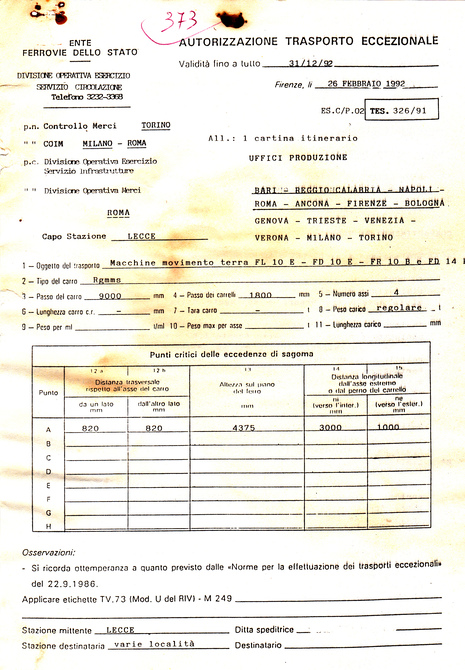 373
ENTE
FERROVIE DELLO STATO
AUTORIZZAZIONE TRASPORTO ECCEZIONALE
Validità fino a tutto 31/12/92
DIVISIONE OPERATIVA ESERCIZIO
SERVIZIO CIRCOLAZIONE
Telefono 3232-3368
Firenze, li 26 FEBBRAIO 1992
ES.C/P.02 TES. 326/91
p.n. Controllo Merci TORINO
" " COIM MILANO - ROMA
All.: 1 cartina itinerario
p.c. Divisione Operativa Esercizio
Servizio infrastrutture
UFFICI PRODUZIONE
" " Divisione Operativa Merci
BARI - REGGIO CALABRIA - NAPOLI -
ROMA - ANCONA - FIRENZE - BOLOGNA
ROMA
GENOVA - TRIESTE - VENEZIA -
Capo Stazione LECCE
VERONA - MILANO - TORINO
1 - Oggetto del trasporto Macchine movimento terra FL 10 E - FD 10 E - FR 10 B e FD 14 E
2 - Tipo del carro Rgmms
3 - Passo del carro 9000 mm 4 - Passo dei carrelli 1800 mm 5 - Numero assi 4
6 - Lunghezza carro c.r. - mm 7 - Tara carro - t 8 - Peso carico regolare t
9 - Peso per ml t/ml 10 - Peso max per asse t 11 - Lunghezza carico mm
Punti critici delle eccedenze di sagoma
12 a 12 b 13 14 15
Punto
Distanza trasversale
rispetto all'asse del carro
Altezza sul piano
del ferro
Distanza longitudinale
dall'asse estremo
o dal perno del carrello
da un lato
mm
dall'altro lato
mm
mm
ni
(verso l'inter.)
mm
ne
(verso l'ester.)
mm
A 820 820 4375 3000 1000
B
C
D
E
F
G
H
Osservazioni:
- Si ricorda ottemperanza a quanto previsto dalle «Norme per la effettuazione dei trasporti eccezionali»
del 22.9.1986.
Applicare etichette TV.73 (Mod. U del RIV) - M 249
Stazione mittente LECCE Ditta speditrice
Stazione destinataria varie località Destinatario